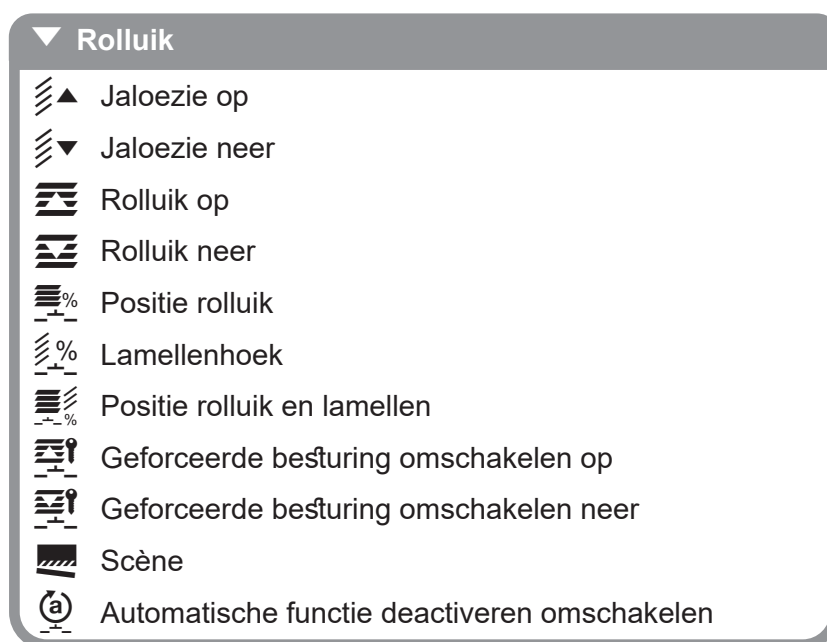 Rolluik
Jaloezie op
Jaloezie neer
Rolluik op
Rolluik neer
% Positie rolluik
% Lamellenhoek
% Positie rolluik en lamellen
Geforceerde besturing omschakelen op
Geforceerde besturing omschakelen neer
Scène
a Automatische functie deactiveren omschakelen